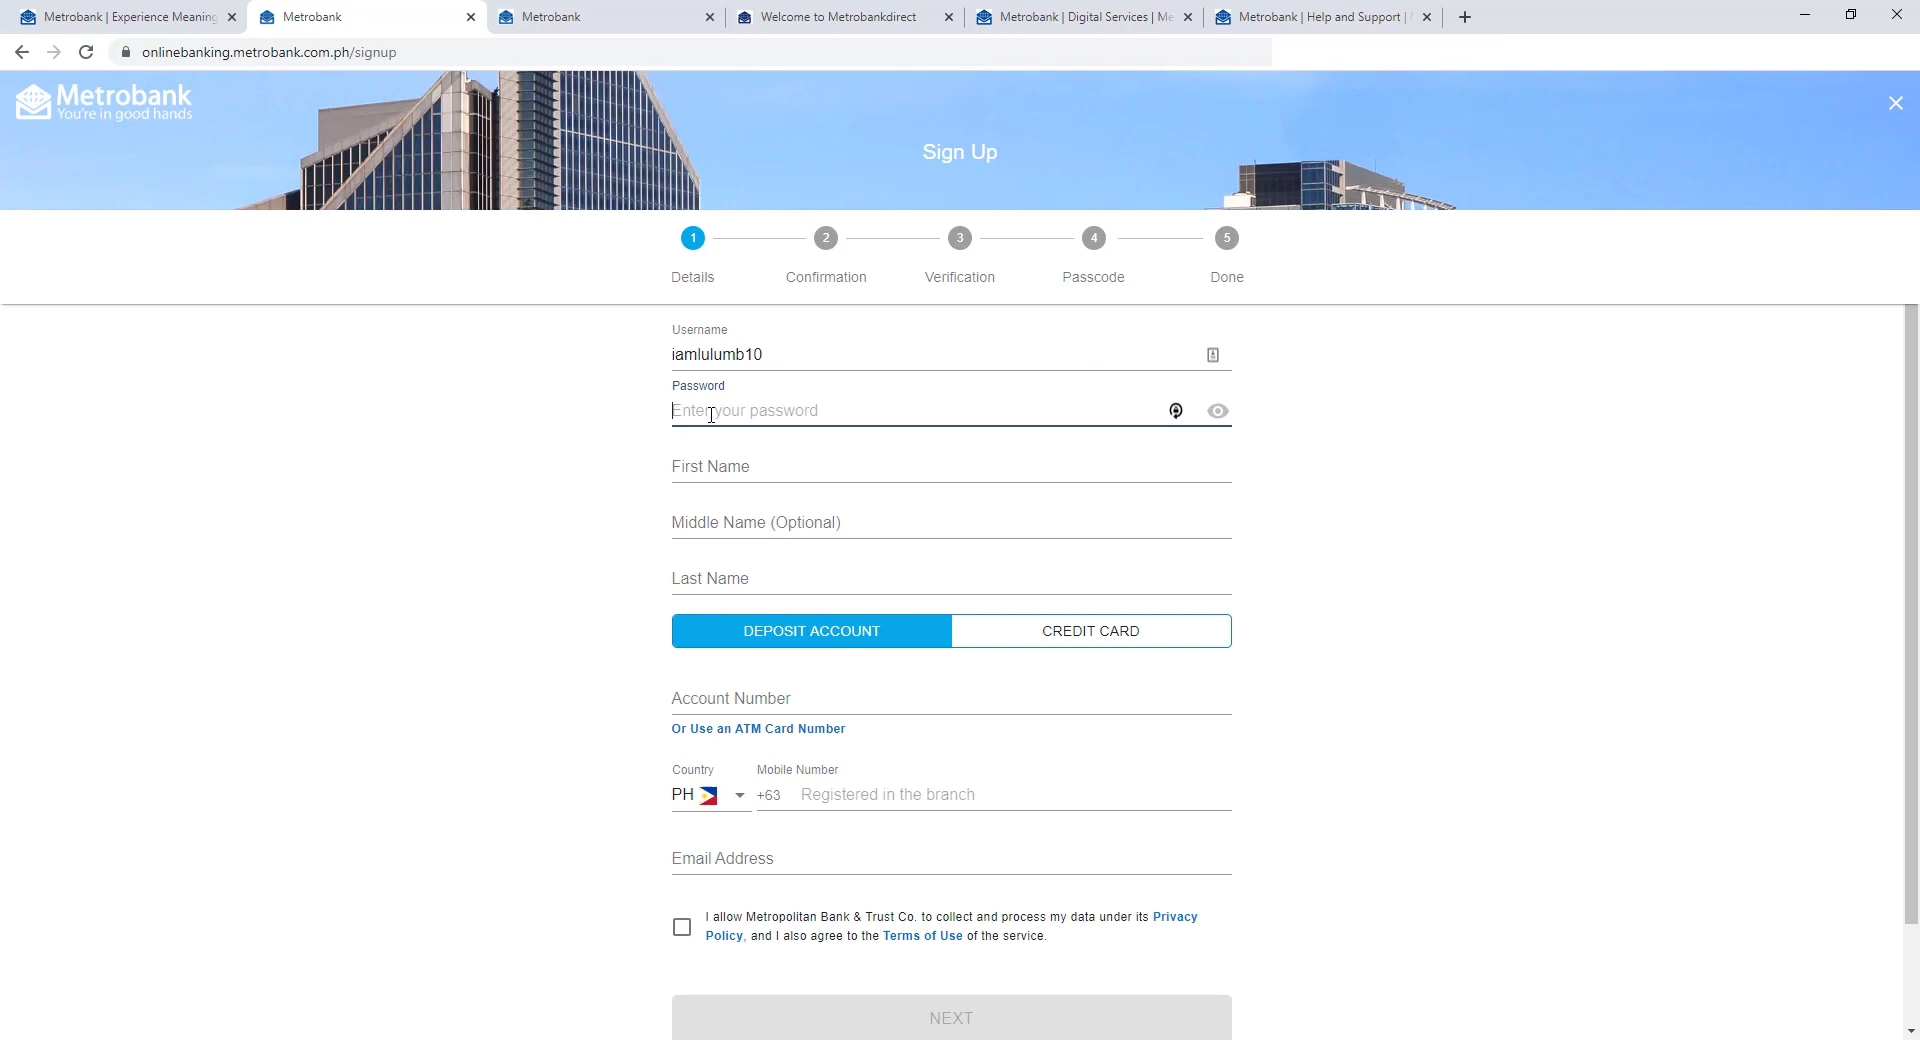 Metrobank | Experience Meaning
Metrobank
Metrobank
Welcome to Metrobankdirect
Metrobank | Digital Services | Me
Metrobank | Help and Support |
onlinebanking.metrobank.com.ph/signup
Metrobank
You're in good hands
Sign Up
1
2
3
4
5
Details
Confirmation
Verification
Passcode
Done
Username
iamlulumb10
Password
Enter your password
First Name
Middle Name (Optional)
Last Name
DEPOSIT ACCOUNT
CREDIT CARD
Account Number
Or Use an ATM Card Number
Country
Mobile Number
PH
+63
Registered in the branch
Email Address
I allow Metropolitan Bank & Trust Co. to collect and process my data under its Privacy
Policy, and I also agree to the Terms of Use of the service.
NEXT